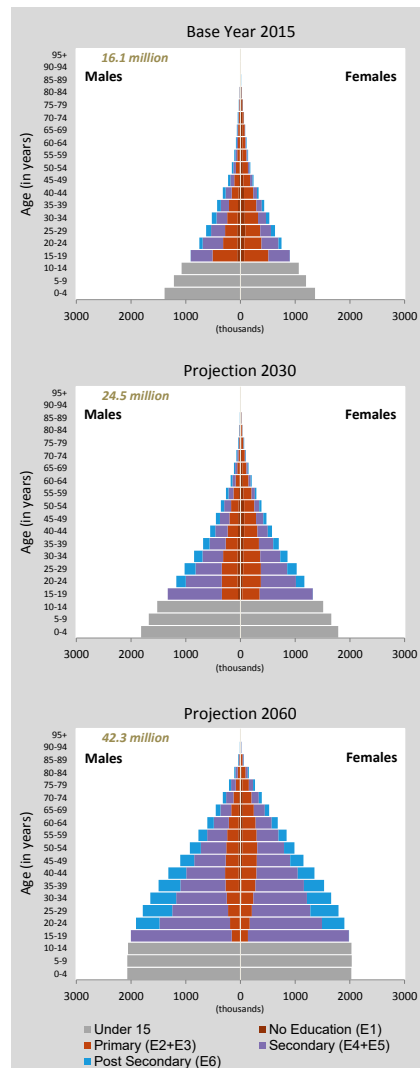 Base Year 2015
16.1 million
Males
Females
Age (in years)
95+
90-94
85-89
80-84
75-79
70-74
65-69
60-64
55-59
50-54
45-49
40-44
35-39
30-34
25-29
20-24
15-19
10-14
5-9
0-4
3000 2000 1000 0 1000 2000 3000
(thousands)
Projection 2030
24.5 million
Males
Females
Age (in years)
95+
90-94
85-89
80-84
75-79
70-74
65-69
60-64
55-59
50-54
45-49
40-44
35-39
30-34
25-29
20-24
15-19
10-14
5-9
0-4
3000 2000 1000 0 1000 2000 3000
(thousands)
Projection 2060
42.3 million
Males
Females
Age (in years)
95+
90-94
85-89
80-84
75-79
70-74
65-69
60-64
55-59
50-54
45-49
40-44
35-39
30-34
25-29
20-24
15-19
10-14
5-9
0-4
3000 2000 1000 0 1000 2000 3000
(thousands)
Under 15
No Education (E1)
Primary (E2+E3)
Secondary (E4+E5)
Post Secondary (E6)